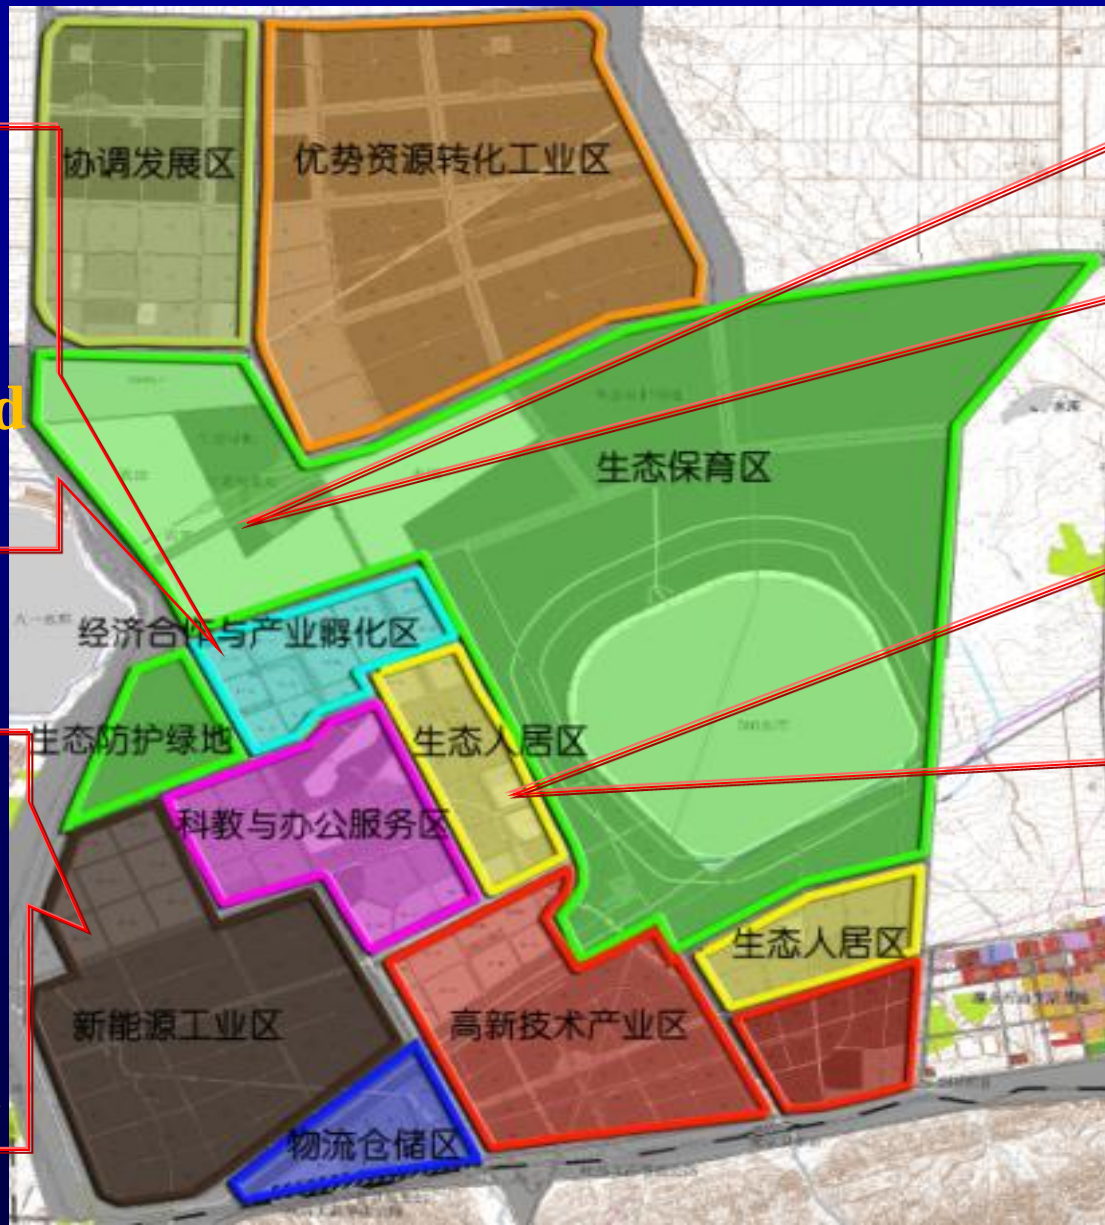 协调发展区
优势资源转化工业区
d
生态保育区
经济合作与产业孵化区
生态防护绿地
生态人居区
科教与办公服务区
生态人居区
新能源工业区
高新技术产业区
物流仓储区